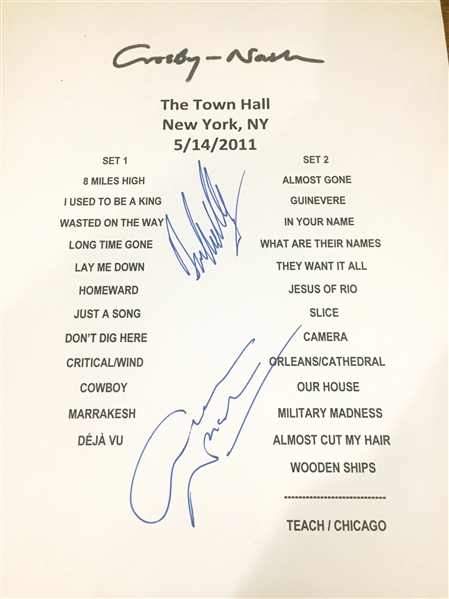 Crosby-Nash
The Town Hall
New York, NY
5/14/2011
SET 1
8 MILES HIGH
I USED TO BE A KING
WASTED ON THE WAY
LONG TIME GONE
LAY ME DOWN
HOMEWARD
JUST A SONG
DON'T DIG HERE
CRITICAL/WIND
COWBOY
MARRAKESH
DÉJÀ VU
SET 2
ALMOST GONE
GUINEVERE
IN YOUR NAME
WHAT ARE THEIR NAMES
THEY WANT IT ALL
JESUS OF RIO
SLICE
CAMERA
ORLEANS/CATHEDRAL
OUR HOUSE
MILITARY MADNESS
ALMOST CUT MY HAIR
WOODEN SHIPS
----------------------------
TEACH / CHICAGO